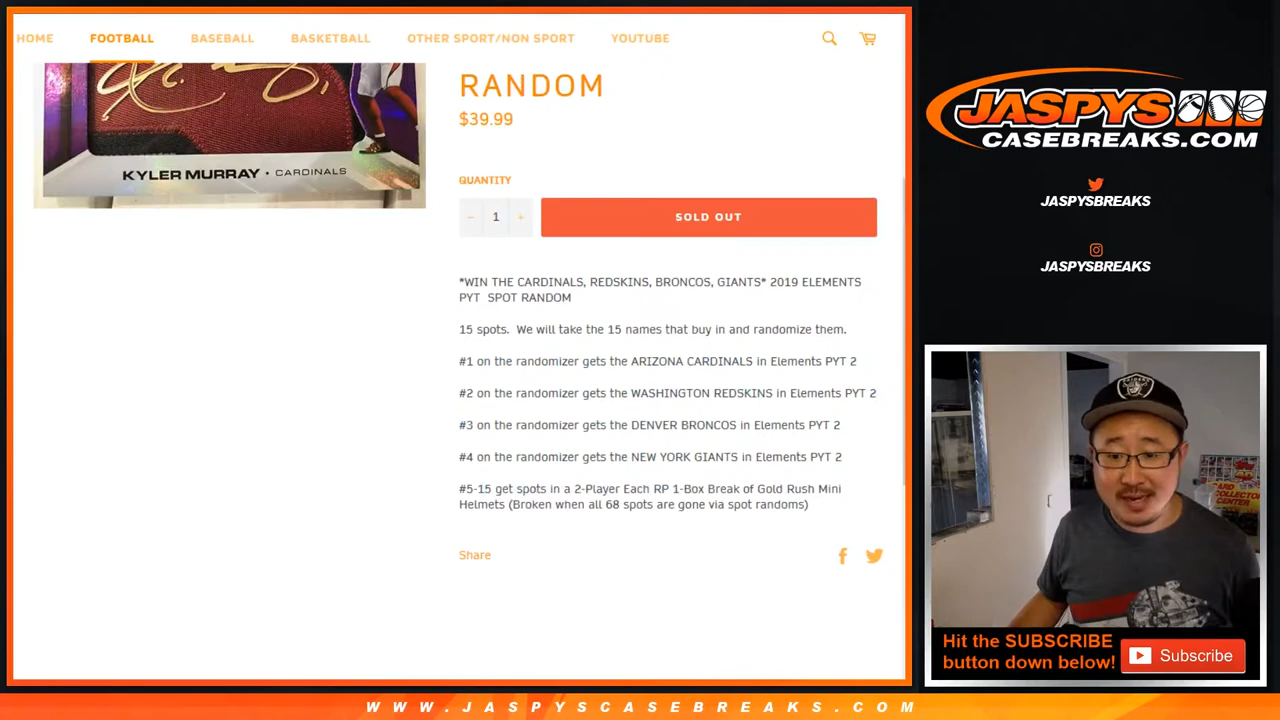 HOME FOOTBALL BASEBALL BASKETBALL OTHER SPORT/NON SPORT YOUTUBE
KYLER MURRAY • CARDINALS
RANDOM
$39.99
QUANTITY
− 1 + SOLD OUT
*WIN THE CARDINALS, REDSKINS, BRONCOS, GIANTS* 2019 ELEMENTS
PYT SPOT RANDOM
15 spots. We will take the 15 names that buy in and randomize them.
#1 on the randomizer gets the ARIZONA CARDINALS in Elements PYT 2
#2 on the randomizer gets the WASHINGTON REDSKINS in Elements PYT 2
#3 on the randomizer gets the DENVER BRONCOS in Elements PYT 2
#4 on the randomizer gets the NEW YORK GIANTS in Elements PYT 2
#5-15 get spots in a 2-Player Each RP 1-Box Break of Gold Rush Mini
Helmets (Broken when all 68 spots are gone via spot randoms)
Share
JASPYS
CASEBREAKS.COM
JASPYSBREAKS
JASPYSBREAKS
RAIDERS
Topps
CARD
COLLECTOR
CENTER
Hit the SUBSCRIBE
button down below!
Subscribe
WWW.JASPYSCASEBREAKS.COM